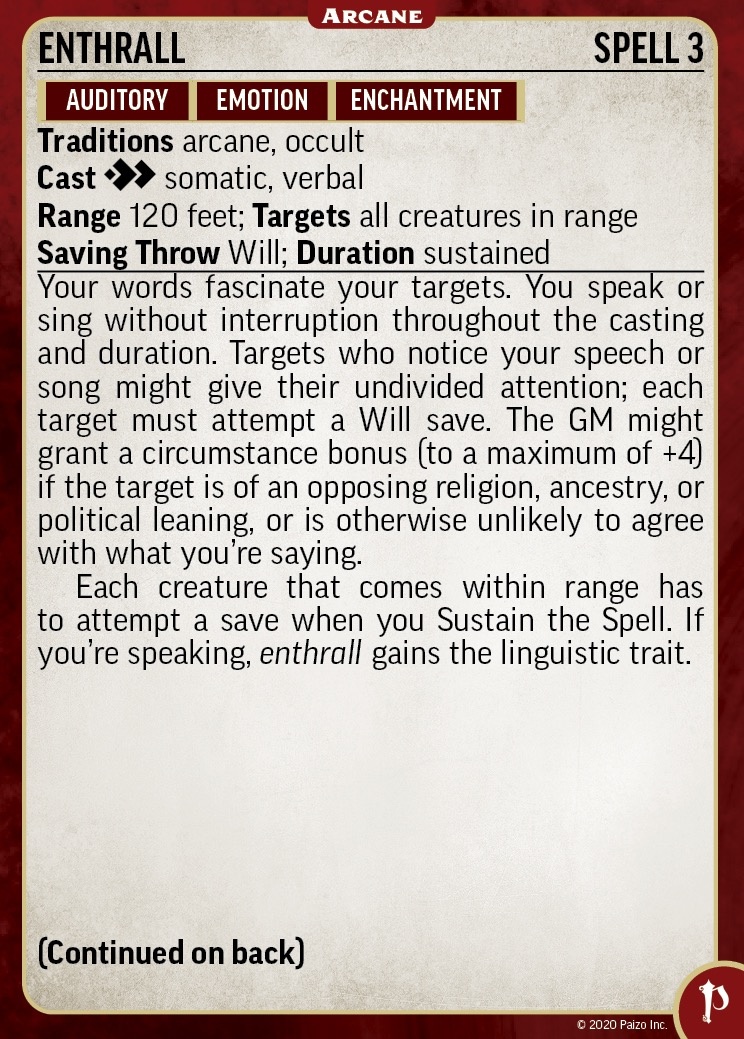 ARCANE
ENTHRALL SPELL 3
AUDITORY EMOTION ENCHANTMENT
Traditions arcane, occult
Cast somatic, verbal
Range 120 feet; Targets all creatures in range
Saving Throw Will; Duration sustained
Your words fascinate your targets. You speak or
sing without interruption throughout the casting
and duration. Targets who notice your speech or
song might give their undivided attention; each
target must attempt a Will save. The GM might
grant a circumstance bonus (to a maximum of +4)
if the target is of an opposing religion, ancestry, or
political leaning, or is otherwise unlikely to agree
with what you're saying.
Each creature that comes within range has
to attempt a save when you Sustain the Spell. If
you're speaking, enthrall gains the linguistic trait.
(Continued on back)
© 2020 Paizo Inc.
p